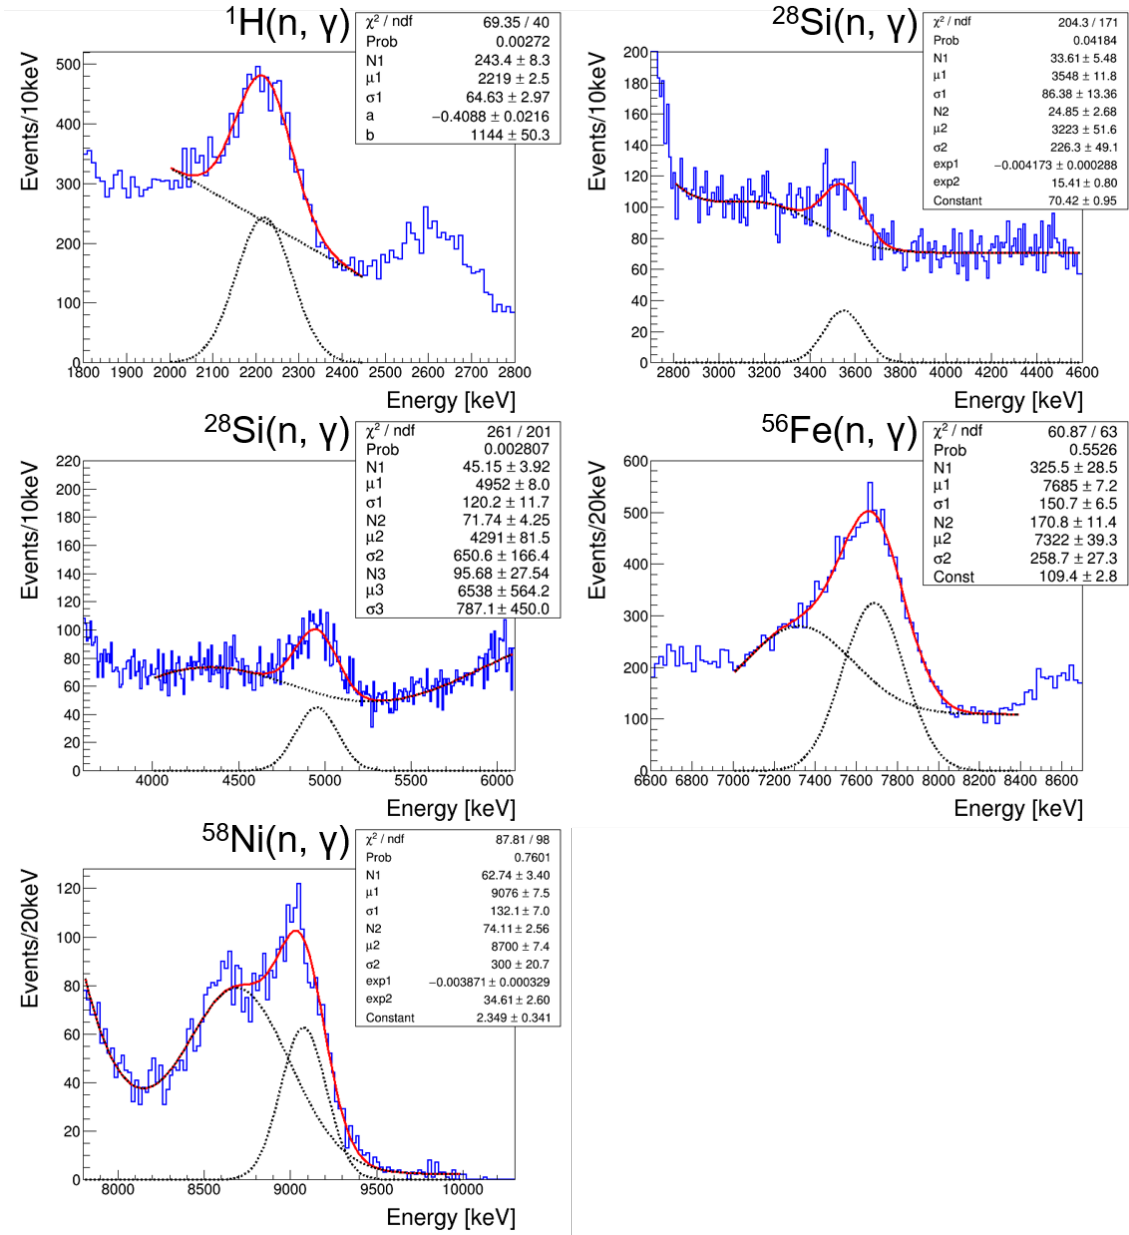 ¹H(n, γ)
χ² / ndf 69.35 / 40
Prob 0.00272
N1 243.4 ± 8.3
μ1 2219 ± 2.5
σ1 64.63 ± 2.97
a −0.4088 ± 0.0216
b 1144 ± 50.3
Events/10keV
500
400
300
200
100
0
1800 1900 2000 2100 2200 2300 2400 2500 2600 2700 2800
Energy [keV]
²⁸Si(n, γ)
χ² / ndf 204.3 / 171
Prob 0.04184
N1 33.61 ± 5.48
μ1 3548 ± 11.8
σ1 86.38 ± 13.36
N2 24.85 ± 2.68
μ2 3223 ± 51.6
σ2 226.3 ± 49.1
exp1 −0.004173 ± 0.000288
exp2 15.41 ± 0.80
Constant 70.42 ± 0.95
Events/10keV
200
180
160
140
120
100
80
60
40
20
0
2800 3000 3200 3400 3600 3800 4000 4200 4400 4600
Energy [keV]
²⁸Si(n, γ)
χ² / ndf 261 / 201
Prob 0.002807
N1 45.15 ± 3.92
μ1 4952 ± 8.0
σ1 120.2 ± 11.7
N2 71.74 ± 4.25
μ2 4291 ± 81.5
σ2 650.6 ± 166.4
N3 95.68 ± 27.54
μ3 6538 ± 564.2
σ3 787.1 ± 450.0
Events/10keV
220
200
180
160
140
120
100
80
60
40
20
0
4000 4500 5000 5500 6000
Energy [keV]
⁵⁶Fe(n, γ)
χ² / ndf 60.87 / 63
Prob 0.5526
N1 325.5 ± 28.5
μ1 7685 ± 7.2
σ1 150.7 ± 6.5
N2 170.8 ± 11.4
μ2 7322 ± 39.3
σ2 258.7 ± 27.3
Const 109.4 ± 2.8
Events/20keV
600
500
400
300
200
100
0
6600 6800 7000 7200 7400 7600 7800 8000 8200 8400 8600
Energy [keV]
⁵⁸Ni(n, γ)
χ² / ndf 87.81 / 98
Prob 0.7601
N1 62.74 ± 3.40
μ1 9076 ± 7.5
σ1 132.1 ± 7.0
N2 74.11 ± 2.56
μ2 8700 ± 7.4
σ2 300 ± 20.7
exp1 −0.003871 ± 0.000329
exp2 34.61 ± 2.60
Constant 2.349 ± 0.341
Events/20keV
120
100
80
60
40
20
0
8000 8500 9000 9500 10000
Energy [keV]